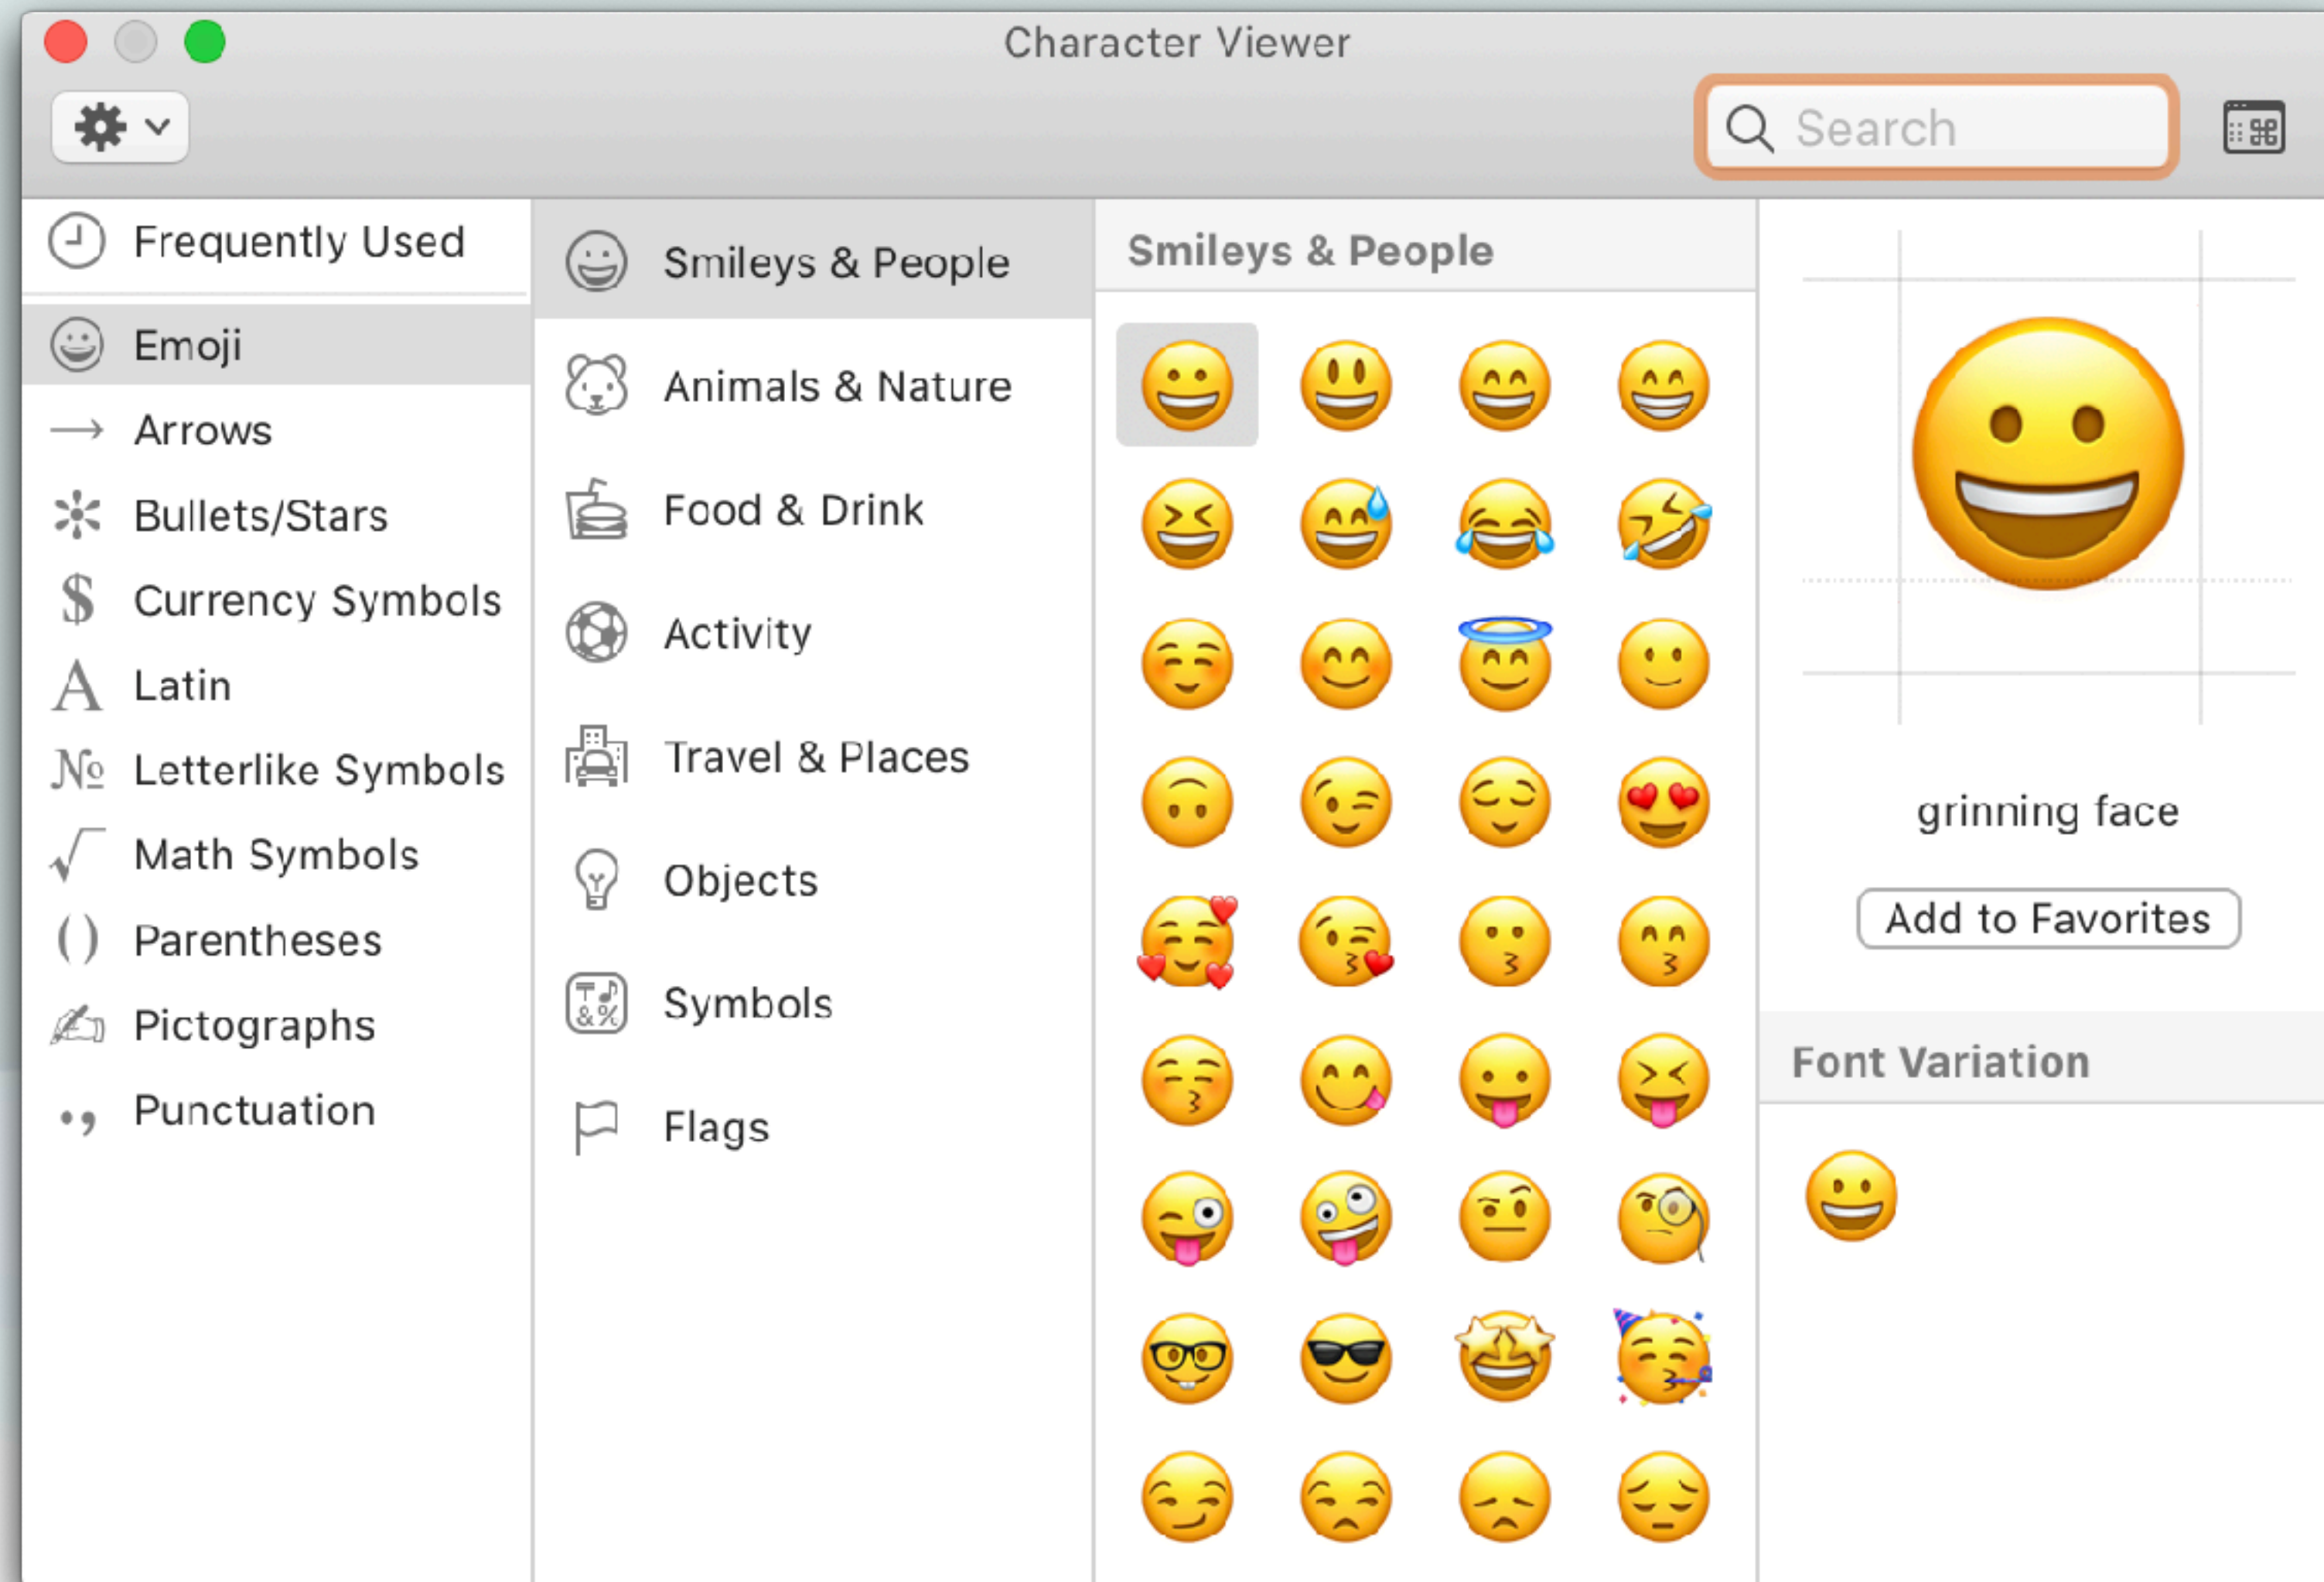 Character Viewer
Search
Frequently Used
Emoji
Arrows
Bullets/Stars
Currency Symbols
Latin
Letterlike Symbols
Math Symbols
Parentheses
Pictographs
Punctuation
Smileys & People
Animals & Nature
Food & Drink
Activity
Travel & Places
Objects
Symbols
Flags
Smileys & People
grinning face
Add to Favorites
Font Variation